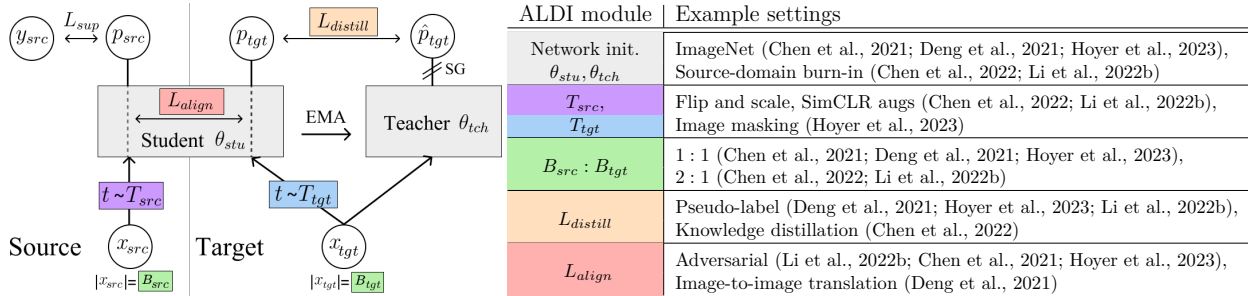 L_sup
y_src
p_src
p_tgt
L_distill
p̂_tgt
SG
L_align
Student θ_stu
EMA
Teacher θ_tch
t ~ T_src
t ~ T_tgt
Source
x_src
Target
x_tgt
|x_src| = B_src
|x_tgt| = B_tgt
ALDI module Example settings
Network init. ImageNet (Chen et al., 2021; Deng et al., 2021; Hoyer et al., 2023),
θ_stu, θ_tch Source-domain burn-in (Chen et al., 2022; Li et al., 2022b)
T_src, Flip and scale, SimCLR augs (Chen et al., 2022; Li et al., 2022b),
T_tgt Image masking (Hoyer et al., 2023)
B_src : B_tgt 1 : 1 (Chen et al., 2021; Deng et al., 2021; Hoyer et al., 2023),
2 : 1 (Chen et al., 2022; Li et al., 2022b)
L_distill Pseudo-label (Deng et al., 2021; Hoyer et al., 2023; Li et al., 2022b),
Knowledge distillation (Chen et al., 2022)
L_align Adversarial (Li et al., 2022b; Chen et al., 2021; Hoyer et al., 2023),
Image-to-image translation (Deng et al., 2021)